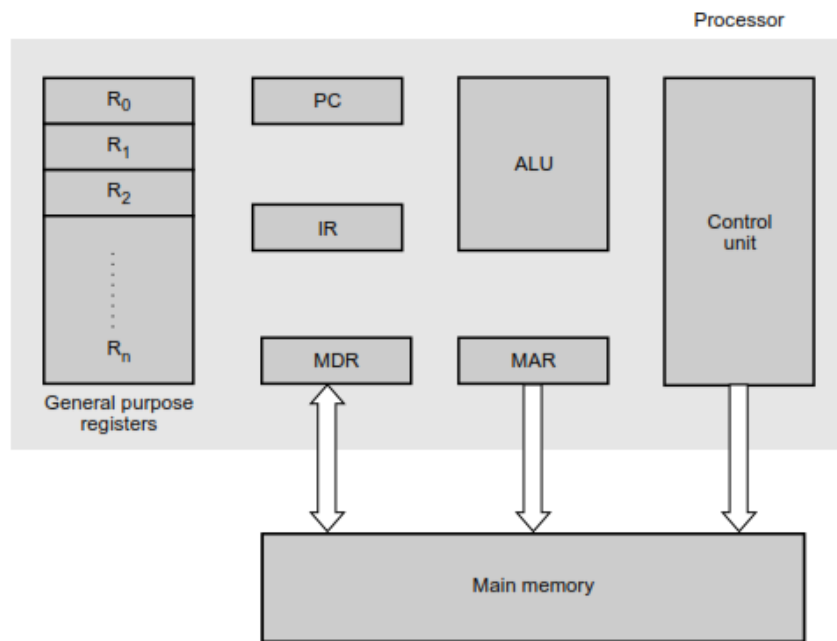 Processor
R0
R1
R2
Rn
General purpose
registers
PC
IR
MDR
ALU
MAR
Control
unit
Main memory